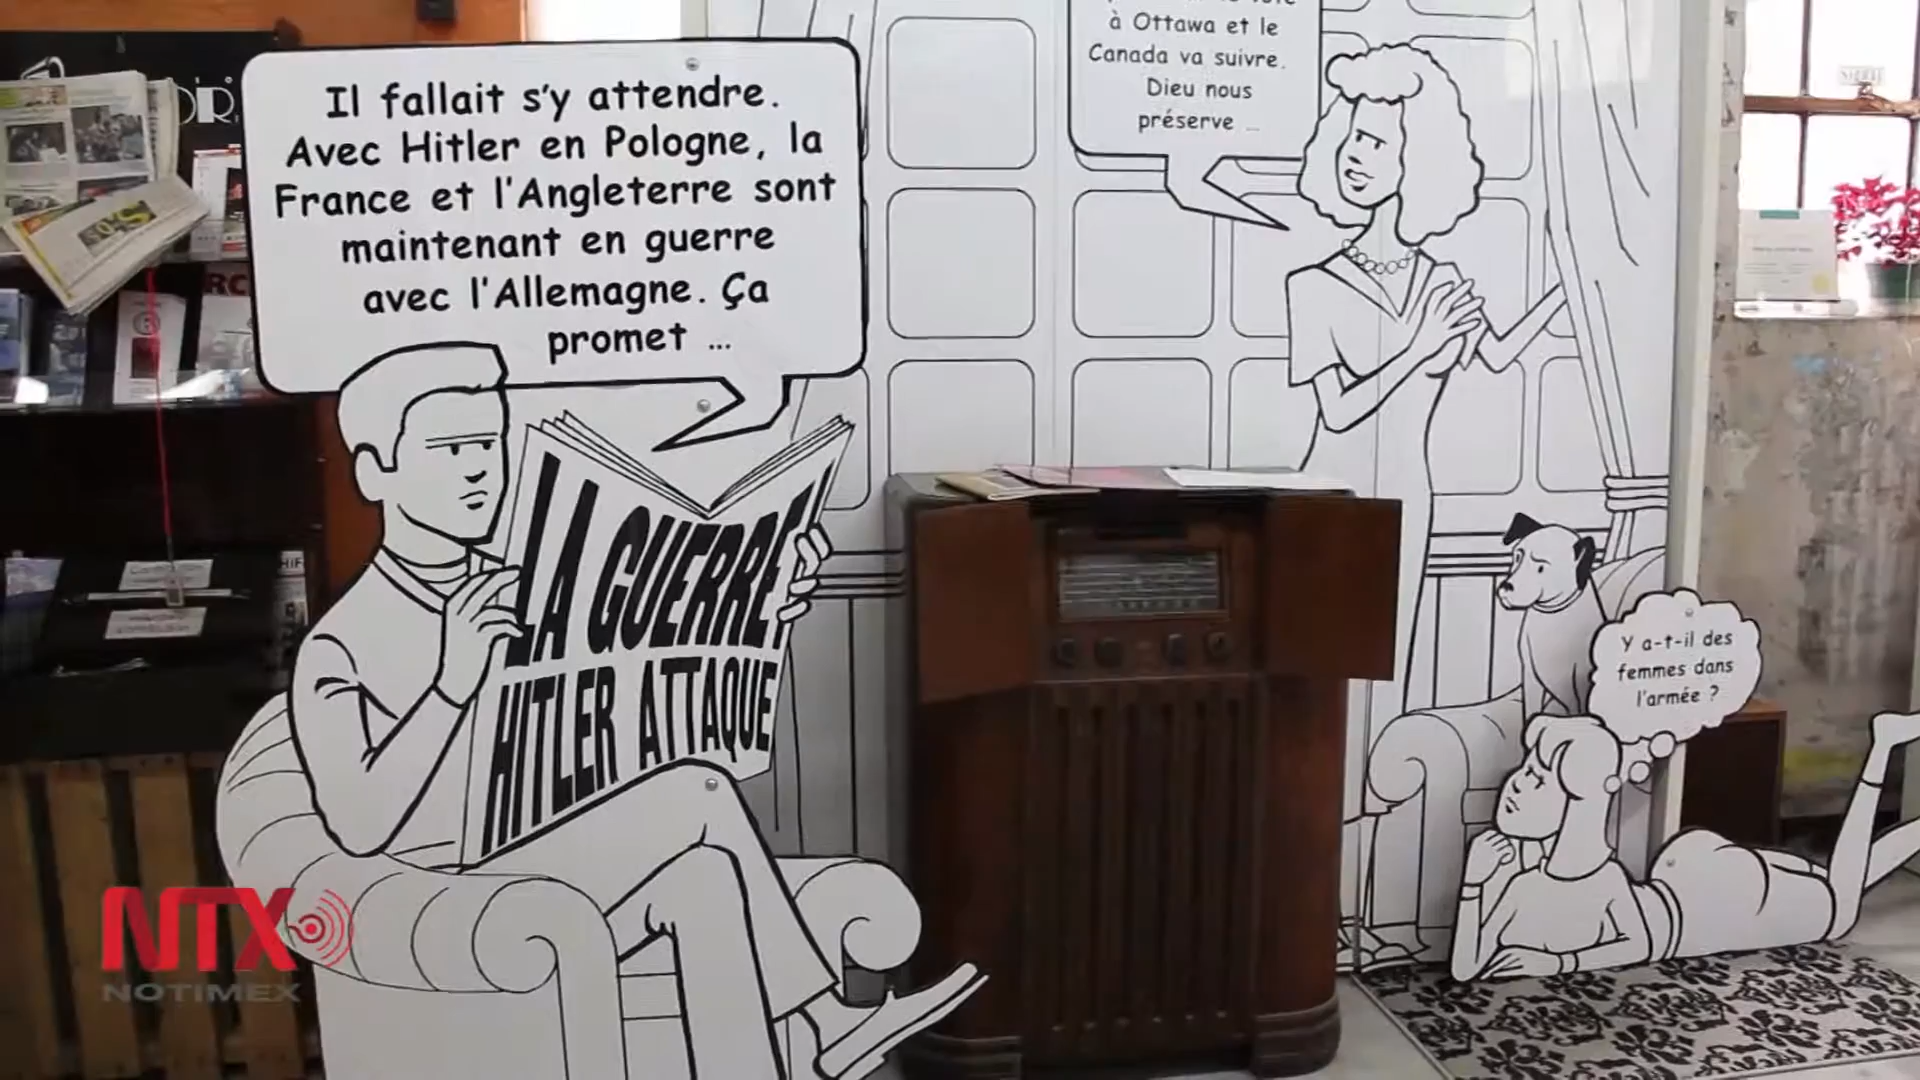 Il fallait s'y attendre.
Avec Hitler en Pologne, la
France et l'Angleterre sont
maintenant en guerre
avec l'Allemagne. Ça
promet ...
à Ottawa et le
Canada va suivre.
Dieu nous
préserve ...
LA GUERRE!
HITLER ATTAQUE
Y a-t-il des
femmes dans
l'armée ?
NTX
NOTIMEX